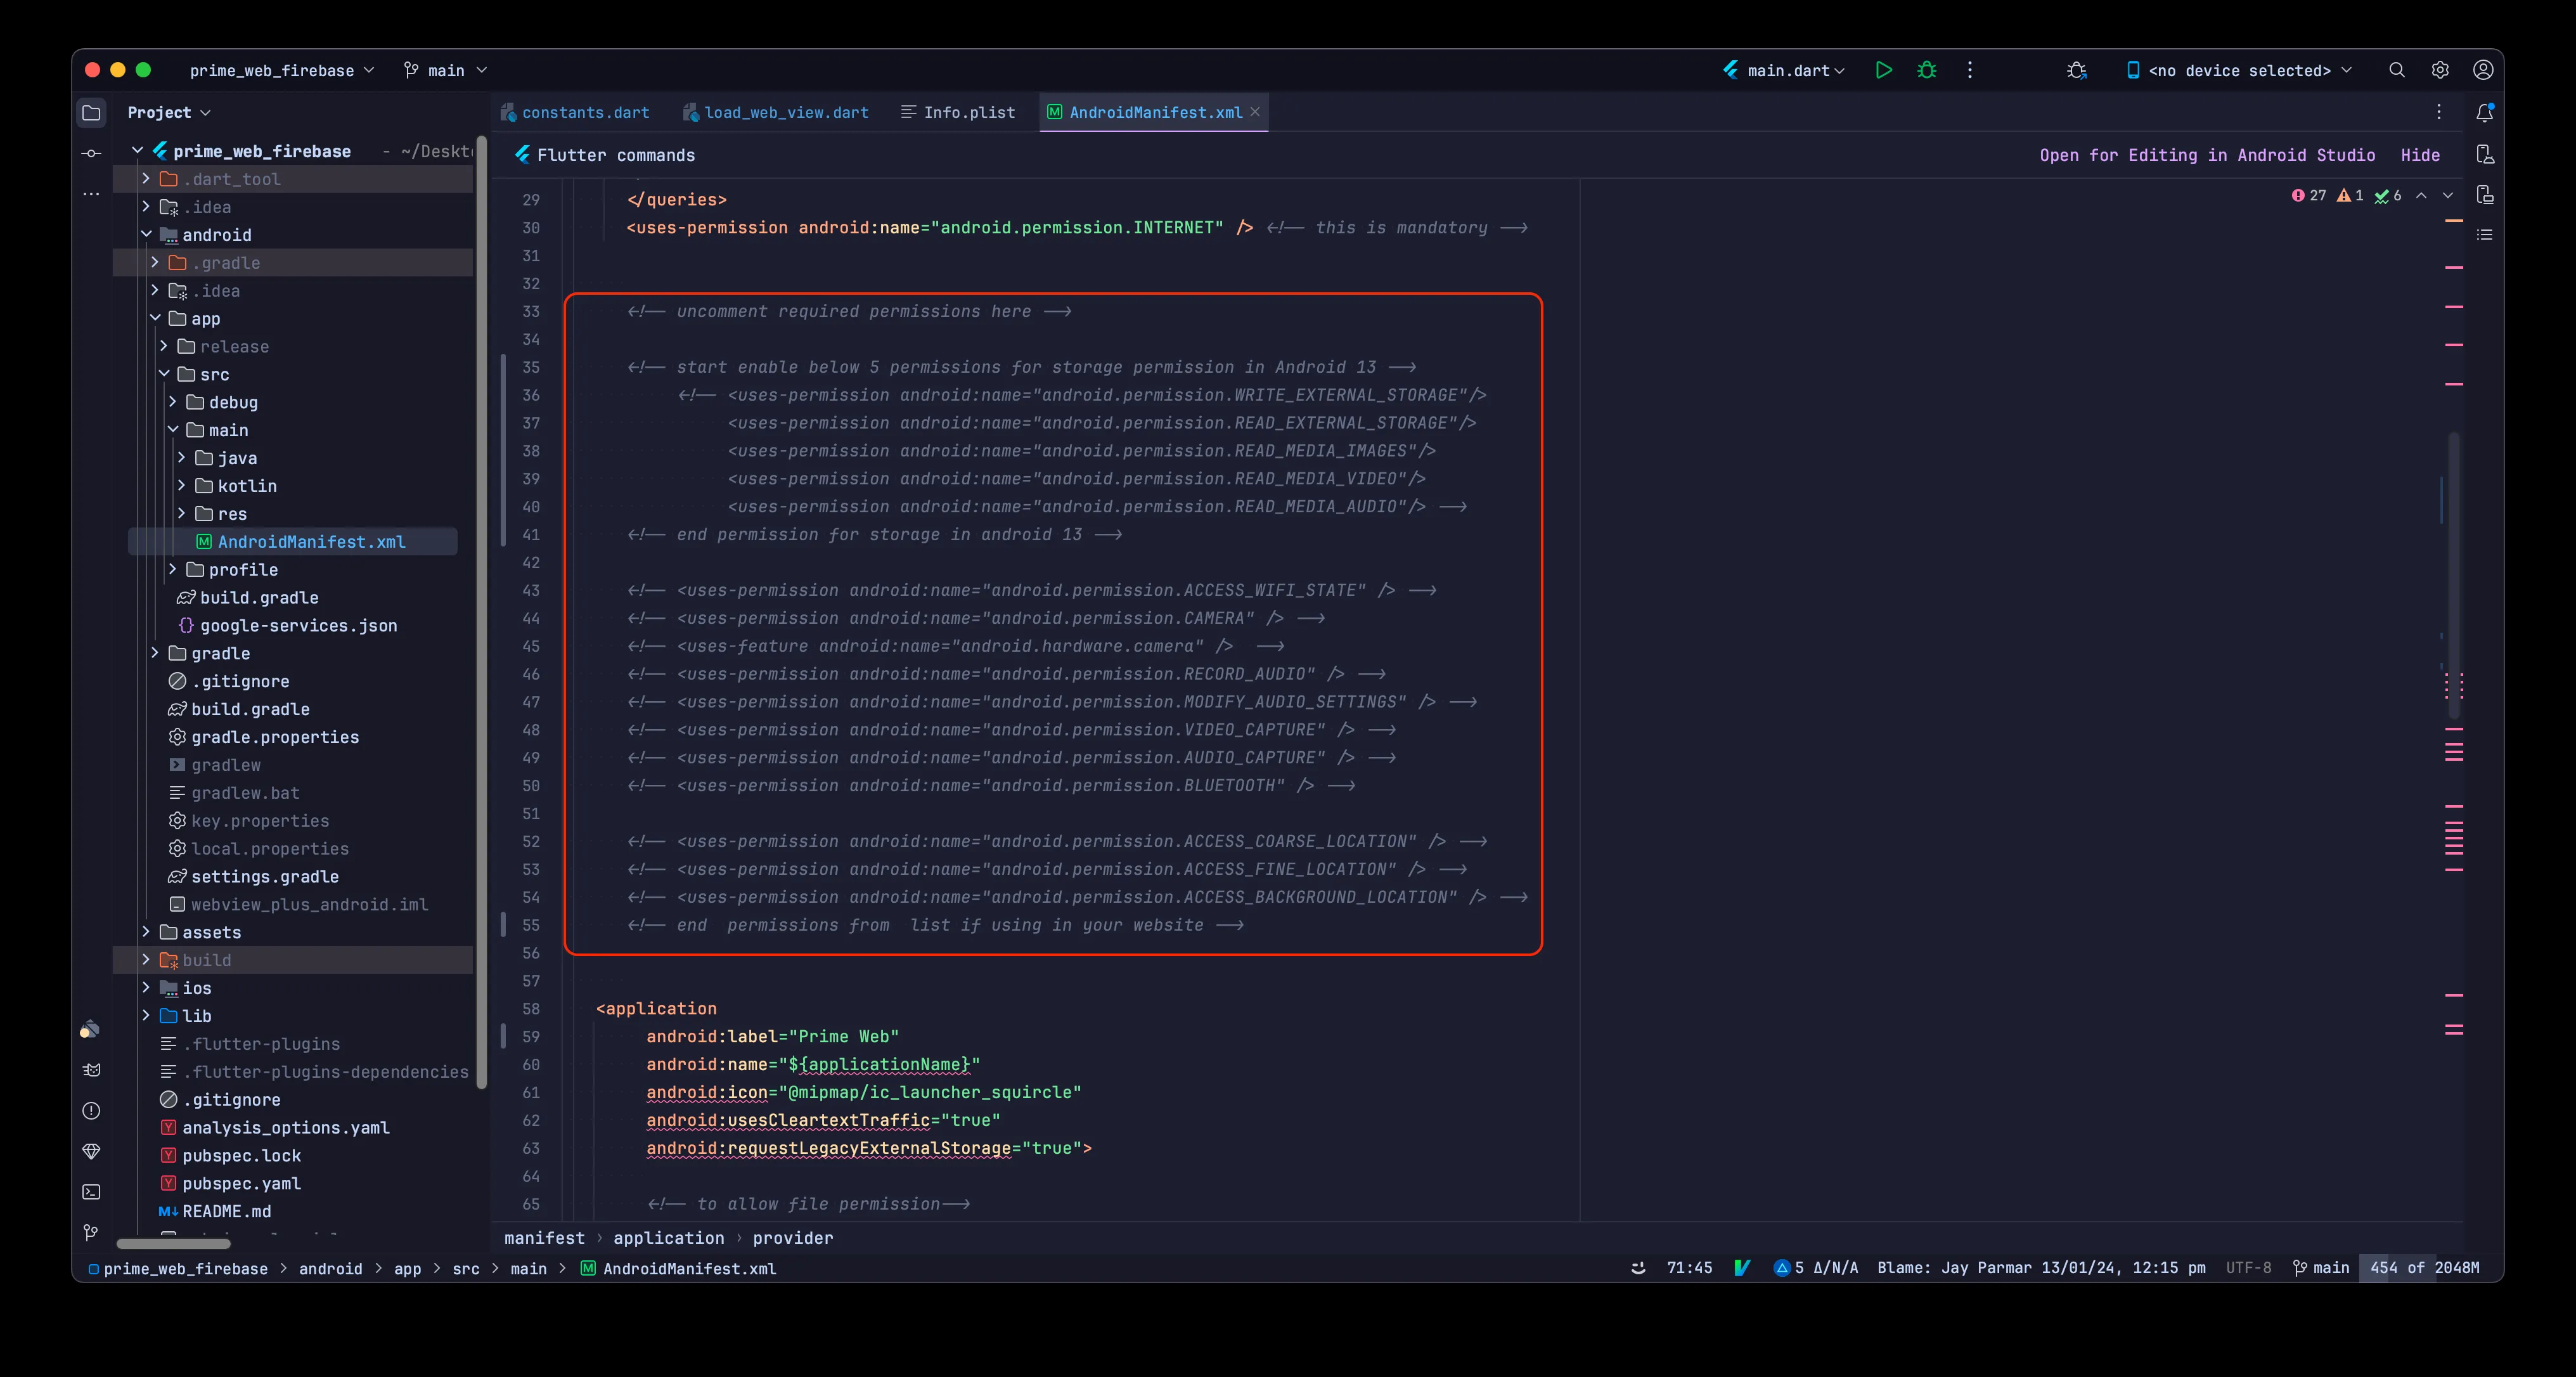 prime_web_firebase
main
main.dart
<no device selected>
Project
constants.dart
load_web_view.dart
Info.plist
AndroidManifest.xml
Flutter commands
Open for Editing in Android Studio
Hide
27
1
6
prime_web_firebase - ~/Deskt
.dart_tool
.idea
android
.gradle
.idea
app
release
src
debug
main
java
kotlin
res
AndroidManifest.xml
profile
build.gradle
google-services.json
gradle
.gitignore
build.gradle
gradle.properties
gradlew
gradlew.bat
key.properties
local.properties
settings.gradle
webview_plus_android.iml
assets
build
ios
lib
.flutter-plugins
.flutter-plugins-dependencies
.gitignore
analysis_options.yaml
pubspec.lock
pubspec.yaml
README.md
29 </queries>
30 <uses-permission android:name="android.permission.INTERNET" /> <!-- this is mandatory -->
31
32
33 <!-- uncomment required permissions here -->
34
35 <!-- start enable below 5 permissions for storage permission in Android 13 -->
36 <!-- <uses-permission android:name="android.permission.WRITE_EXTERNAL_STORAGE"/>
37 <uses-permission android:name="android.permission.READ_EXTERNAL_STORAGE"/>
38 <uses-permission android:name="android.permission.READ_MEDIA_IMAGES"/>
39 <uses-permission android:name="android.permission.READ_MEDIA_VIDEO"/>
40 <uses-permission android:name="android.permission.READ_MEDIA_AUDIO"/> -->
41 <!-- end permission for storage in android 13 -->
42
43 <!-- <uses-permission android:name="android.permission.ACCESS_WIFI_STATE" /> -->
44 <!-- <uses-permission android:name="android.permission.CAMERA" /> -->
45 <!-- <uses-feature android:name="android.hardware.camera" /> -->
46 <!-- <uses-permission android:name="android.permission.RECORD_AUDIO" /> -->
47 <!-- <uses-permission android:name="android.permission.MODIFY_AUDIO_SETTINGS" /> -->
48 <!-- <uses-permission android:name="android.permission.VIDEO_CAPTURE" /> -->
49 <!-- <uses-permission android:name="android.permission.AUDIO_CAPTURE" /> -->
50 <!-- <uses-permission android:name="android.permission.BLUETOOTH" /> -->
51
52 <!-- <uses-permission android:name="android.permission.ACCESS_COARSE_LOCATION" /> -->
53 <!-- <uses-permission android:name="android.permission.ACCESS_FINE_LOCATION" /> -->
54 <!-- <uses-permission android:name="android.permission.ACCESS_BACKGROUND_LOCATION" /> -->
55 <!-- end  permissions from  list if using in your website -->
56
57
58 <application
59 android:label="Prime Web"
60 android:name="${applicationName}"
61 android:icon="@mipmap/ic_launcher_squircle"
62 android:usesCleartextTraffic="true"
63 android:requestLegacyExternalStorage="true">
64
65 <!-- to allow file permission-->
manifest › application › provider
prime_web_firebase > android > app > src > main > AndroidManifest.xml
71:45
5 Δ/N/A
Blame: Jay Parmar 13/01/24, 12:15 pm
UTF-8
main
454 of 2048M